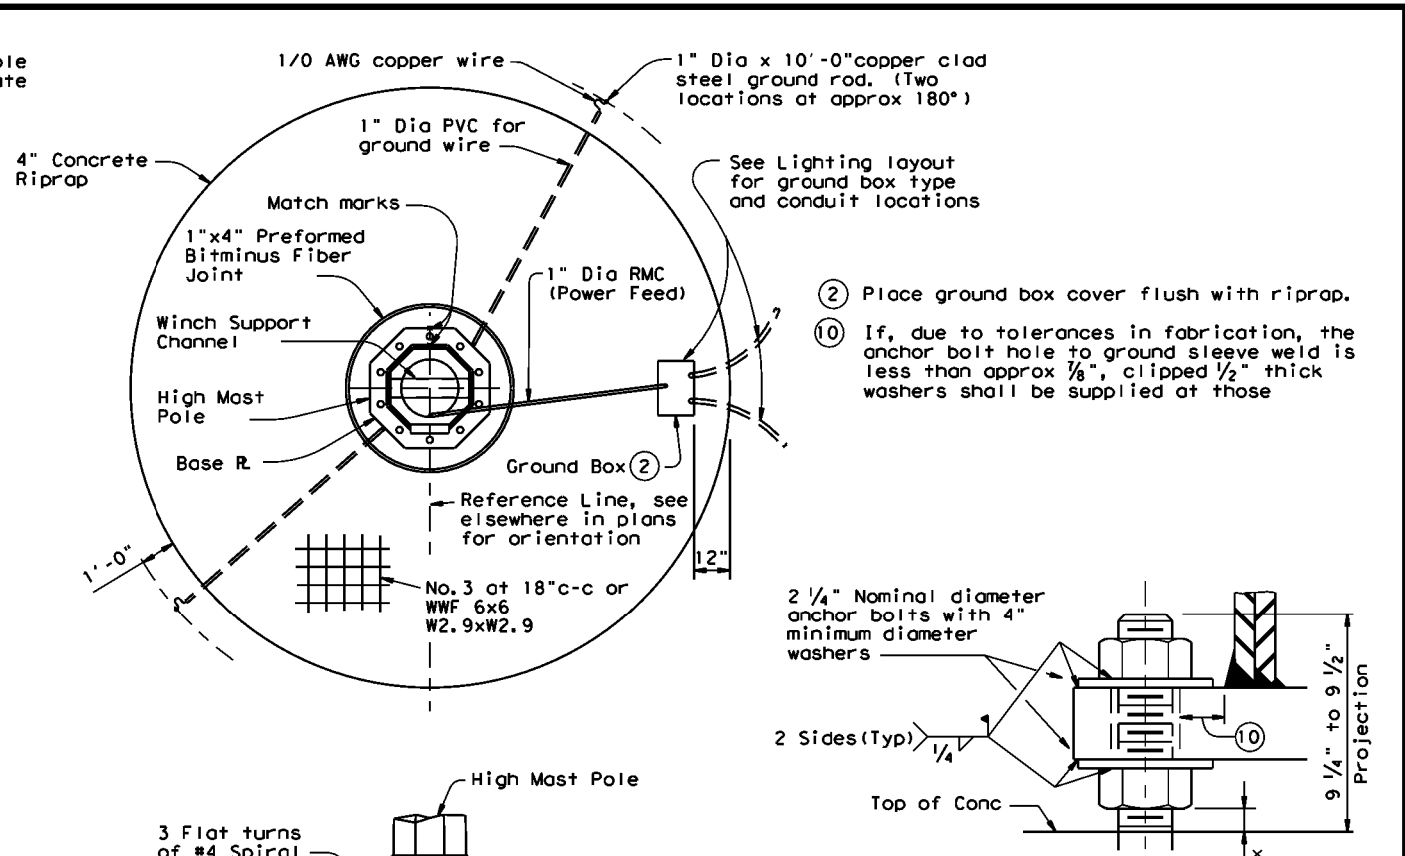 1/0 AWG copper wire
1" Dia x 10'-0"copper clad
steel ground rod. (Two
locations at approx 180°)
1" Dia PVC for
ground wire
4" Concrete
Riprap
See Lighting layout
for ground box type
and conduit locations
Match marks
1"x4" Preformed
Bitminus Fiber
Joint
1" Dia RMC
(Power Feed)
Winch Support
Channel
High Mast
Pole
Base PL
Ground Box 2
Reference Line, see
elsewhere in plans
for orientation
1'-0"
12"
No.3 at 18"c-c or
WWF 6x6
W2.9xW2.9
2 Place ground box cover flush with riprap.
10 If, due to tolerances in fabrication, the
anchor bolt hole to ground sleeve weld is
less than approx 7/8", clipped 1/2" thick
washers shall be supplied at those
2 1/4" Nominal diameter
anchor bolts with 4"
minimum diameter
washers
2 Sides(Typ)
1/4
10
9 1/4" to 9 1/2"
Projection
Top of Conc
x
High Mast Pole
3 Flat turns
of #4 Spiral